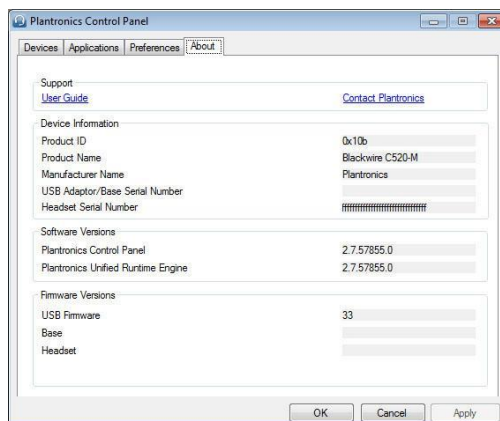 Plantronics Control Panel
Devices Applications Preferences About
Support
User Guide Contact Plantronics
Device Information
Product ID 0x10b
Product Name Blackwire C520-M
Manufacturer Name Plantronics
USB Adaptor/Base Serial Number
Headset Serial Number ffffffffffffffffffffffffffffffff
Software Versions
Plantronics Control Panel 2.7.57855.0
Plantronics Unified Runtime Engine 2.7.57855.0
Firmware Versions
USB Firmware 33
Base
Headset
OK Cancel Apply